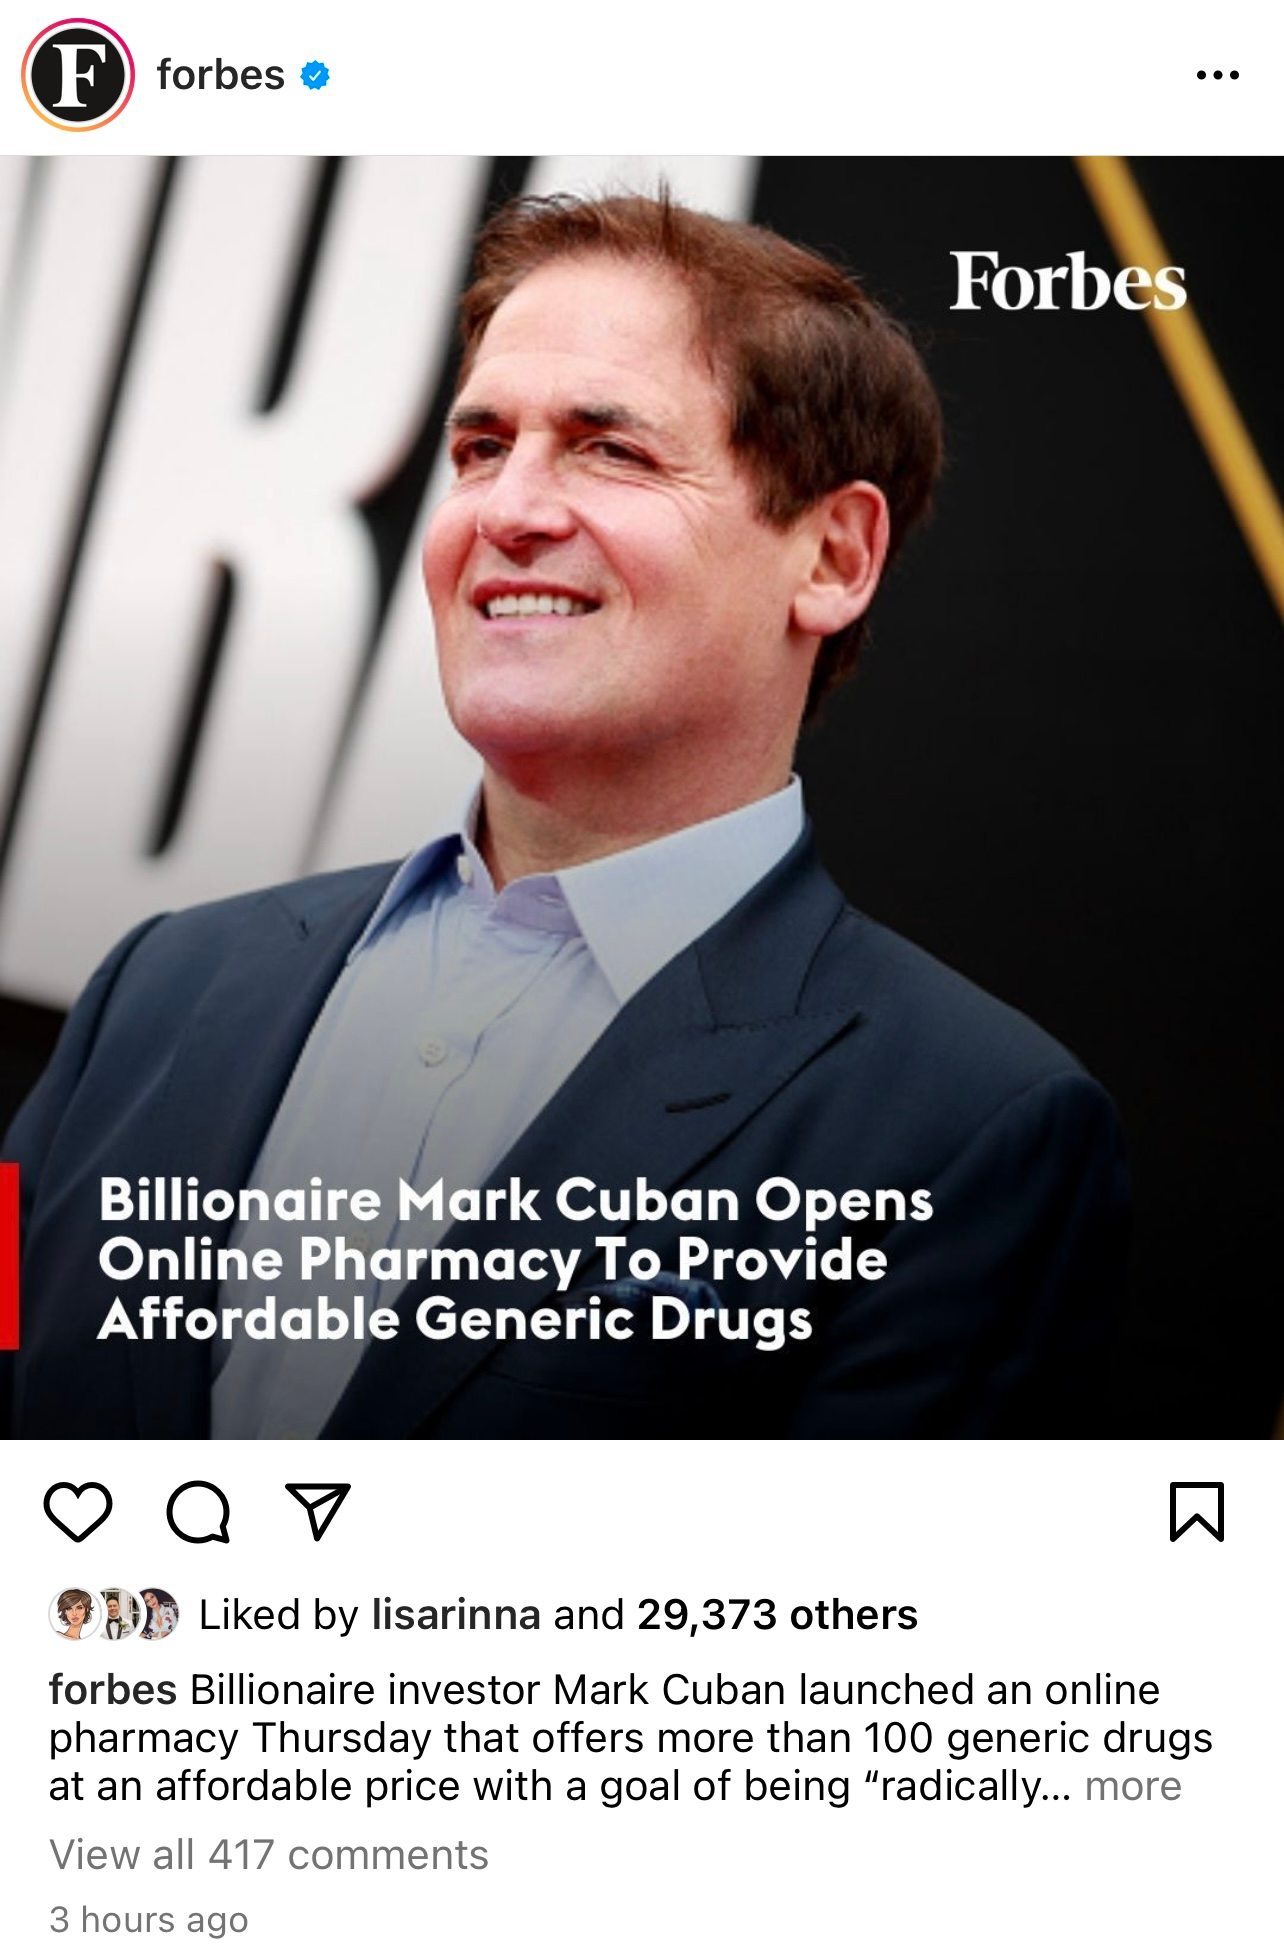 F
forbes
Forbes
Billionaire Mark Cuban Opens
Online Pharmacy To Provide
Affordable Generic Drugs
Liked by lisarinna and 29,373 others
forbes Billionaire investor Mark Cuban launched an online
pharmacy Thursday that offers more than 100 generic drugs
at an affordable price with a goal of being “radically... more
View all 417 comments
3 hours ago